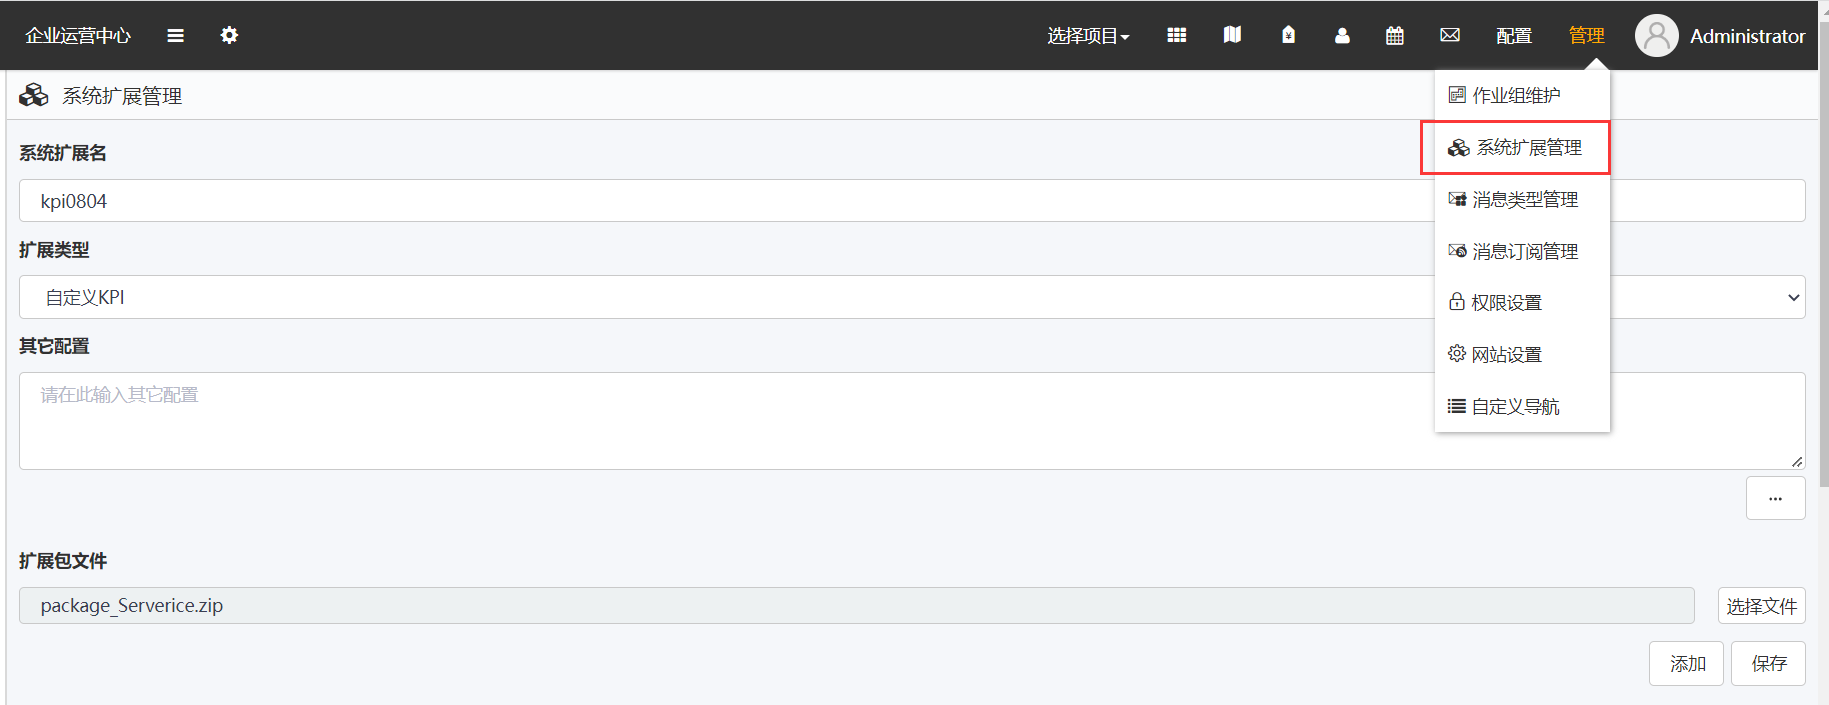 企业运营中心
选择项目
配置
管理
Administrator
系统扩展管理
作业组维护
系统扩展管理
消息类型管理
消息订阅管理
权限设置
网站设置
自定义导航
系统扩展名
kpi0804
扩展类型
自定义KPI
其它配置
请在此输入其它配置
...
扩展包文件
package_Serverice.zip
选择文件
添加
保存